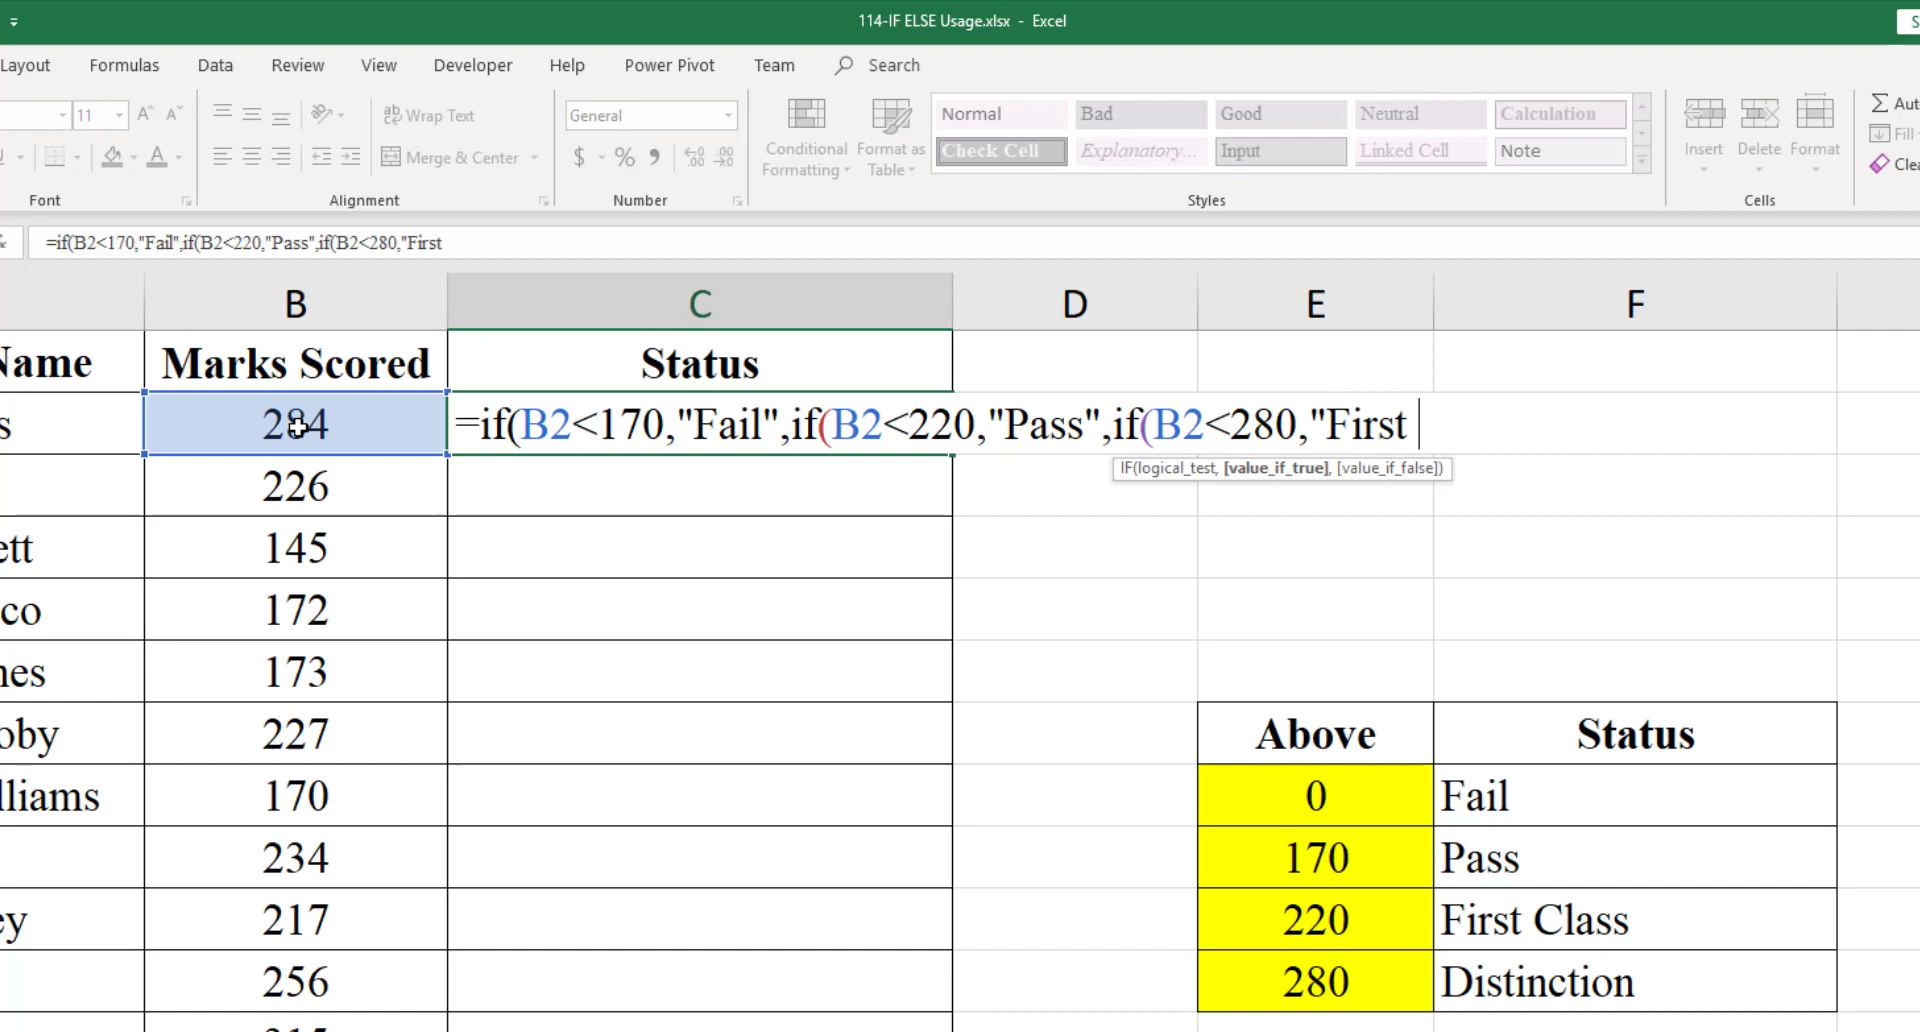 114-IF ELSE Usage.xlsx - Excel
S
Layout Formulas Data Review View Developer Help Power Pivot Team Search
11 A^ A˅ ab Wrap Text General Conditional Formatting Format as Table Normal Bad Good Neutral Calculation Insert Delete Format Σ Aut
Fill
A Merge & Center $ % Check Cell Explanatory... Input Linked Cell Note Clea
Font Alignment Number Styles Cells
=if(B2<170,"Fail",if(B2<220,"Pass",if(B2<280,"First
B C D E F
Name Marks Scored Status
s 284 =if(B2<170,"Fail",if(B2<220,"Pass",if(B2<280,"First
IF(logical_test, [value_if_true], [value_if_false])
226
ett 145
co 172
nes 173
oby 227 Above Status
lliams 170 0 Fail
234 170 Pass
ey 217 220 First Class
256 280 Distinction